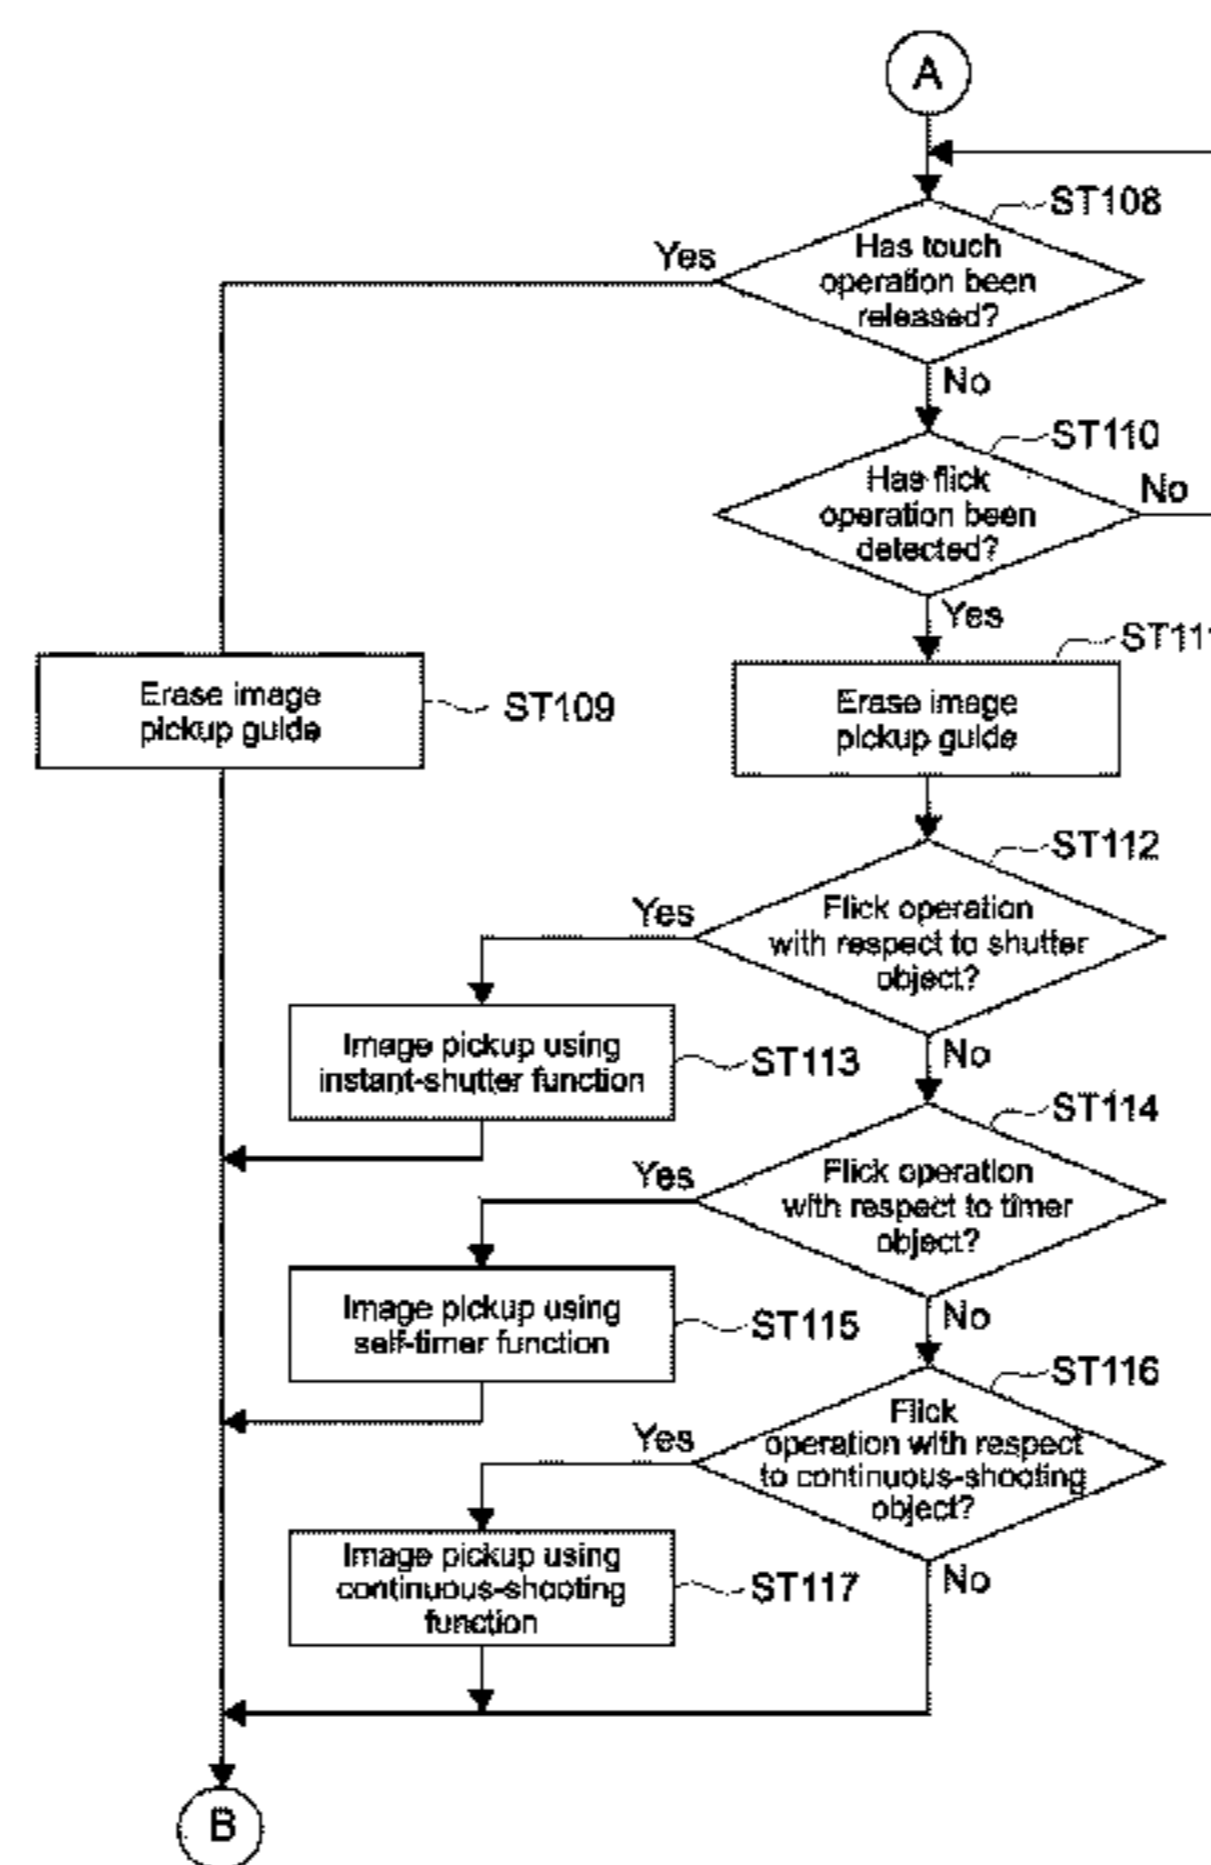 A
ST108
Yes
Has touch
operation been
released?
No
ST110
Has flick
operation been
detected?
No
Yes
ST111
Erase image
pickup guide
ST109
Erase image
pickup guide
ST112
Yes
Flick operation
with respect to shutter
object?
Image pickup using
instant-shutter function
ST113
No
ST114
Yes
Flick operation
with respect to timer
object?
Image pickup using
self-timer function
ST115
No
ST116
Yes
Flick
operation with respect
to continuous-shooting
object?
Image pickup using
continuous-shooting
function
ST117
No
B